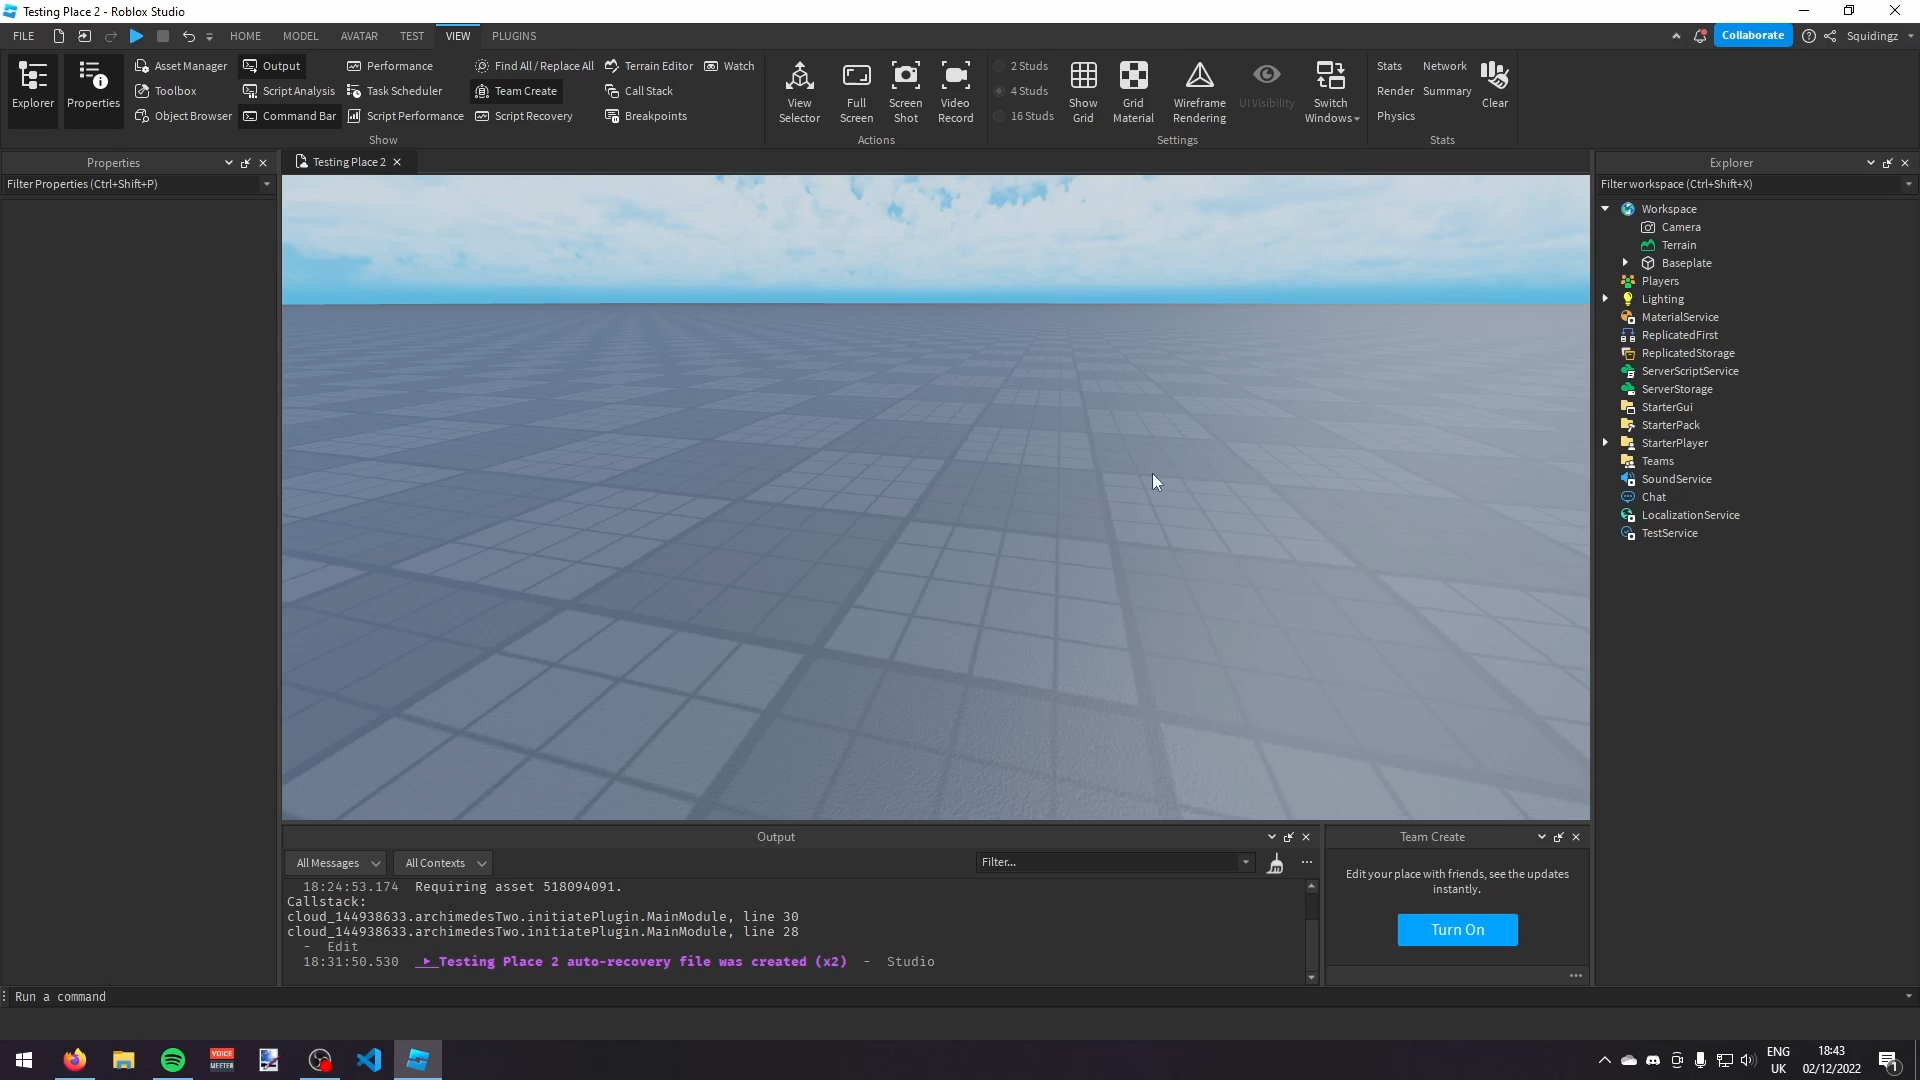 Testing Place 2 - Roblox Studio
FILE HOME MODEL AVATAR TEST VIEW PLUGINS Collaborate Squidingz
Explorer
Properties
Asset Manager
Toolbox
Object Browser
Output
Script Analysis
Command Bar
Performance
Task Scheduler
Script Performance
Find All / Replace All
Team Create
Script Recovery
Terrain Editor
Call Stack
Breakpoints
Watch
Show
View
Selector
Full
Screen
Screen
Shot
Video
Record
Actions
2 Studs
4 Studs
16 Studs
Show
Grid
Grid
Material
Wireframe
Rendering
UI Visibility
Switch
Windows
Settings
Stats
Render
Physics
Network
Summary
Clear
Stats
Properties
Filter Properties (Ctrl+Shift+P)
Testing Place 2
Explorer
Filter workspace (Ctrl+Shift+X)
Workspace
Camera
Terrain
Baseplate
Players
Lighting
MaterialService
ReplicatedFirst
ReplicatedStorage
ServerScriptService
ServerStorage
StarterGui
StarterPack
StarterPlayer
Teams
SoundService
Chat
LocalizationService
TestService
Output
All Messages All Contexts Filter...
18:24:53.174 Requiring asset 518094091.
Callstack:
cloud_144938633.archimedesTwo.initiatePlugin.MainModule, line 30
cloud_144938633.archimedesTwo.initiatePlugin.MainModule, line 28
- Edit
18:31:50.530 Testing Place 2 auto-recovery file was created (x2) - Studio
Team Create
Edit your place with friends, see the updates
instantly.
Turn On
Run a command
VOICE
MEETER
ENG
UK
18:43
02/12/2022
1